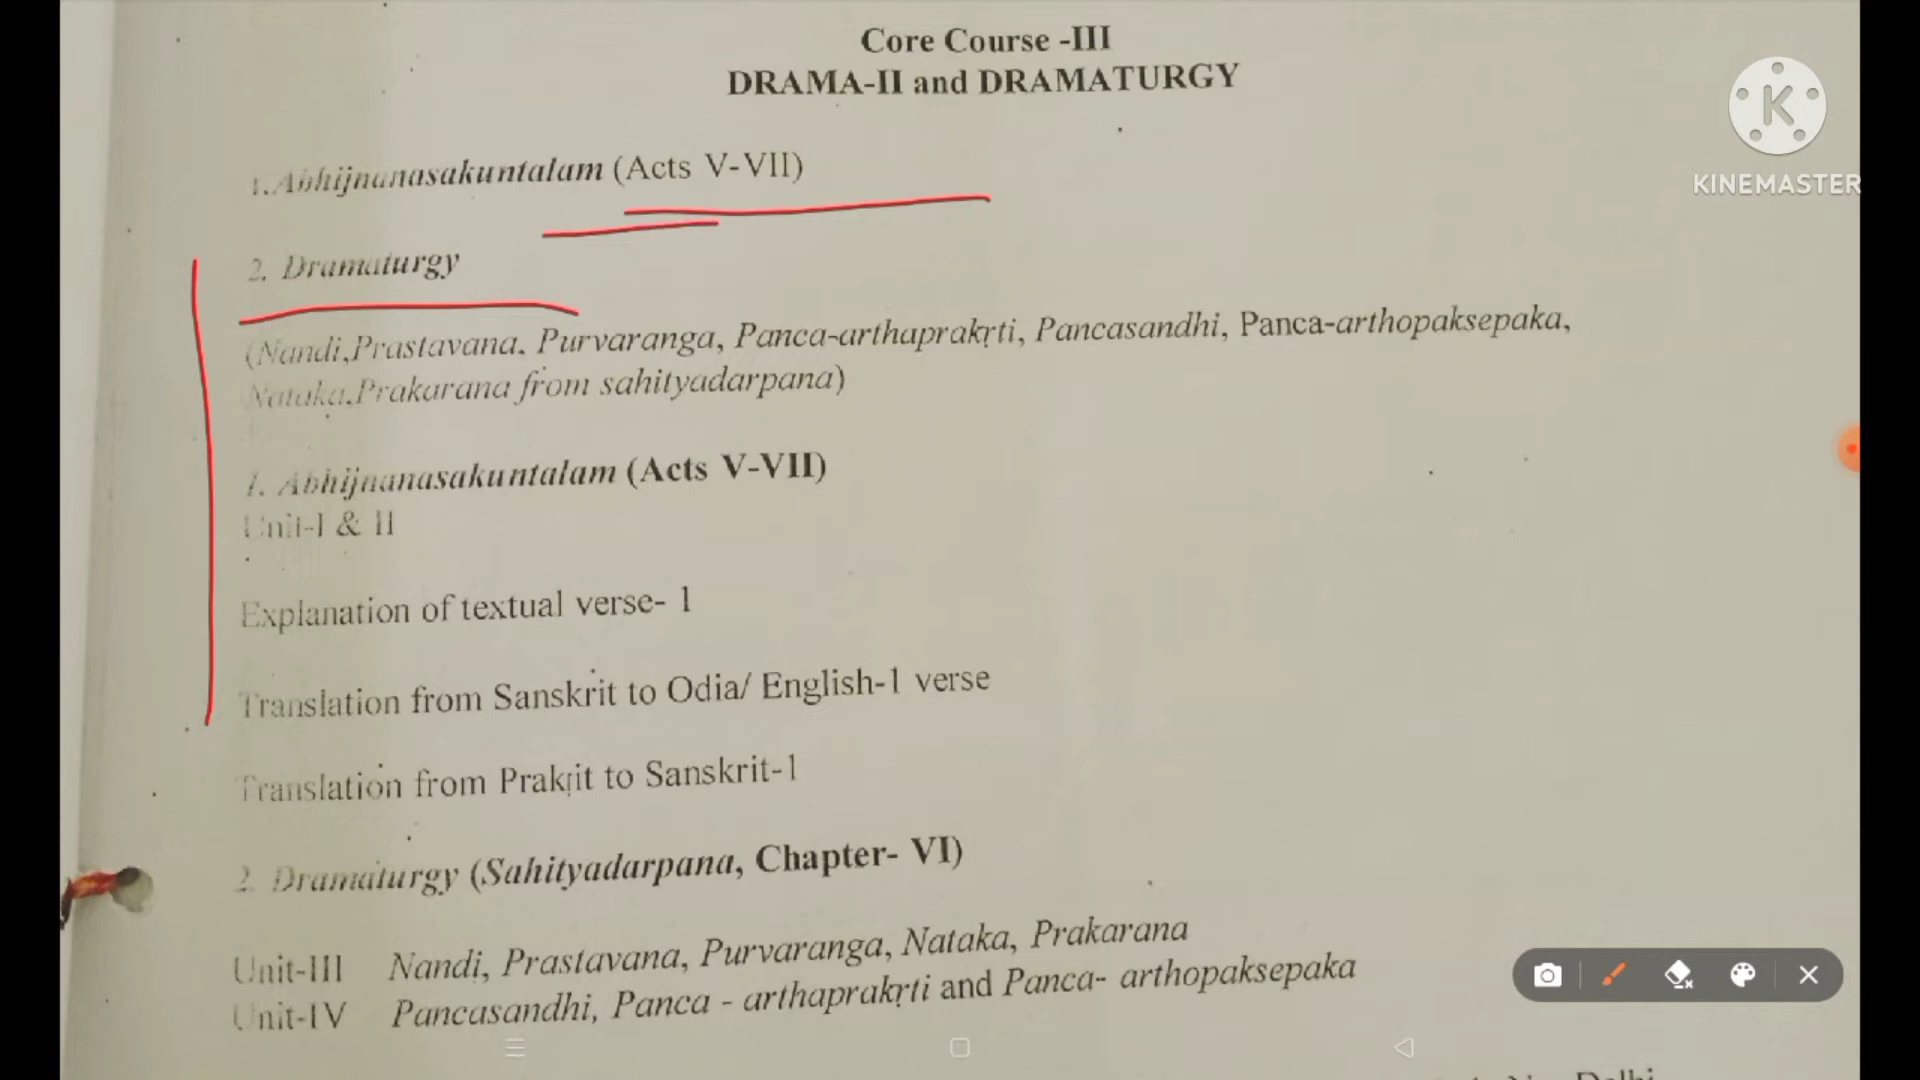 Core Course -III
DRAMA-II and DRAMATURGY
K
KINEMASTER
1. Abhijnanasakuntalam (Acts V-VII)
2. Dramaturgy
(Nandi,Prastavana, Purvaranga, Panca-arthaprakṛti, Pancasandhi, Panca-arthopaksepaka,
Nataka,Prakarana from sahityadarpana)
1. Abhijnanasakuntalam (Acts V-VII)
Unit-I & II
Explanation of textual verse- 1
Translation from Sanskrit to Odia/ English-1 verse
Translation from Prakṛit to Sanskrit-1
2. Dramaturgy (Sahityadarpana, Chapter- VI)
Unit-III Nandi, Prastavana, Purvaranga, Nataka, Prakarana
Unit-IV Pancasandhi, Panca - arthaprakṛti and Panca- arthopaksepaka
Delhi